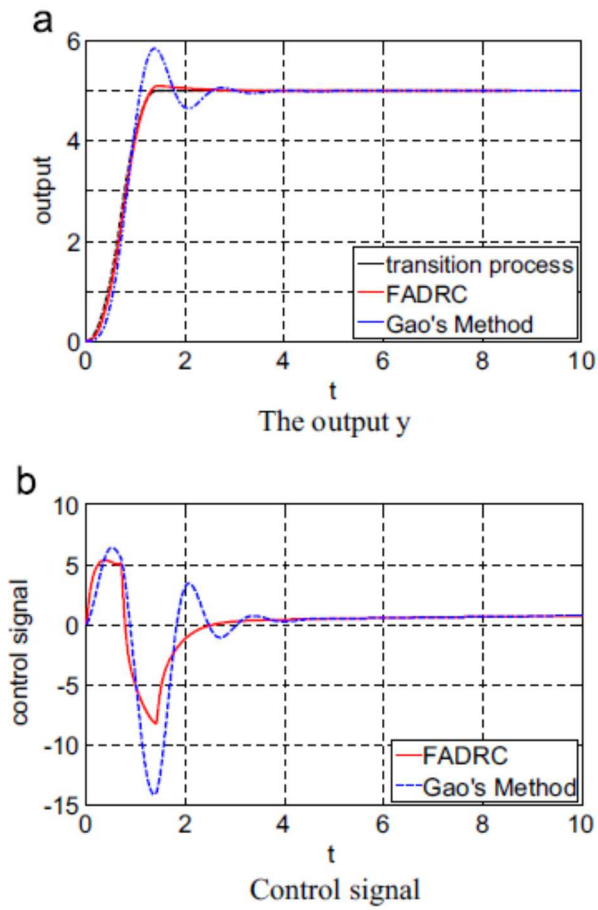 a
6
4
2
0
output
transition process
FADRC
Gao's Method
0 2 4 6 8 10
t
The output y
b
10
5
0
-5
-10
-15
control signal
FADRC
Gao's Method
0 2 4 6 8 10
t
Control signal